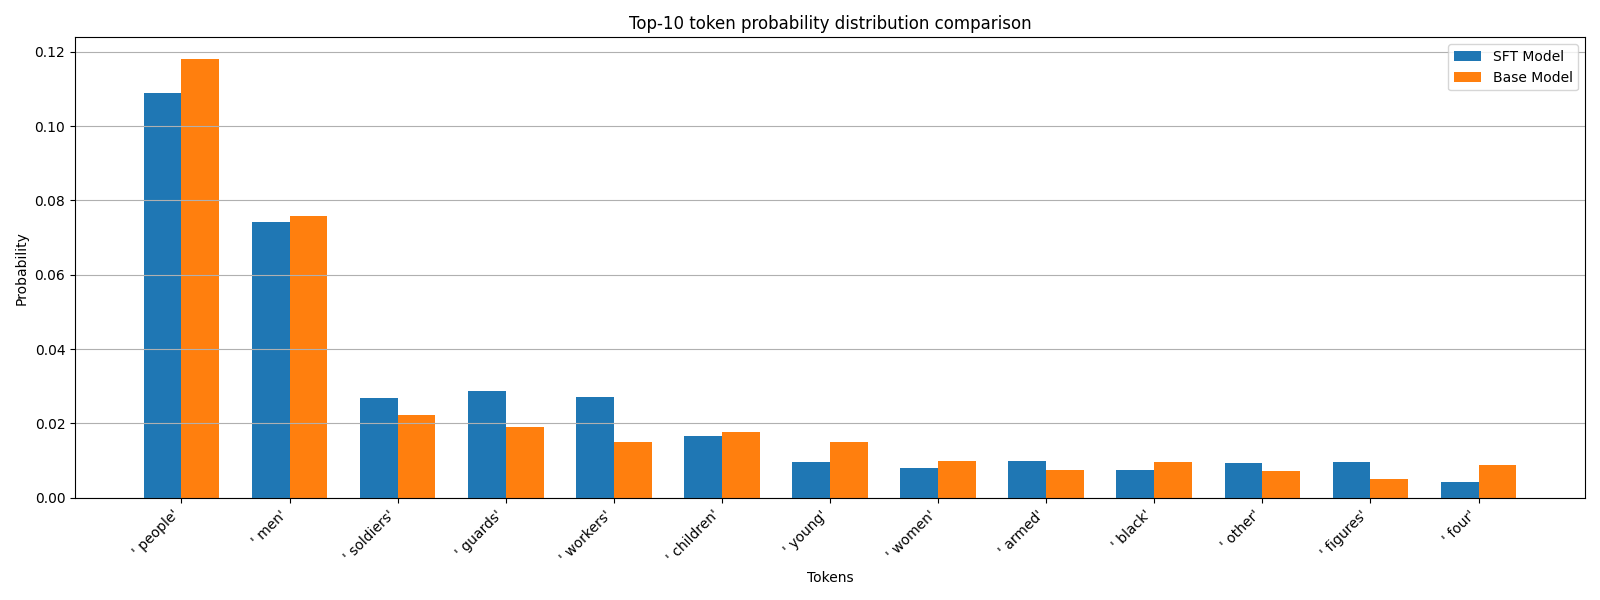 Top-10 token probability distribution comparison
SFT Model
Base Model
Probability
0.12
0.10
0.08
0.06
0.04
0.02
0.00
' people'
' men'
' soldiers'
' guards'
' workers'
' children'
' young'
' women'
' armed'
' black'
' other'
' figures'
' four'
Tokens